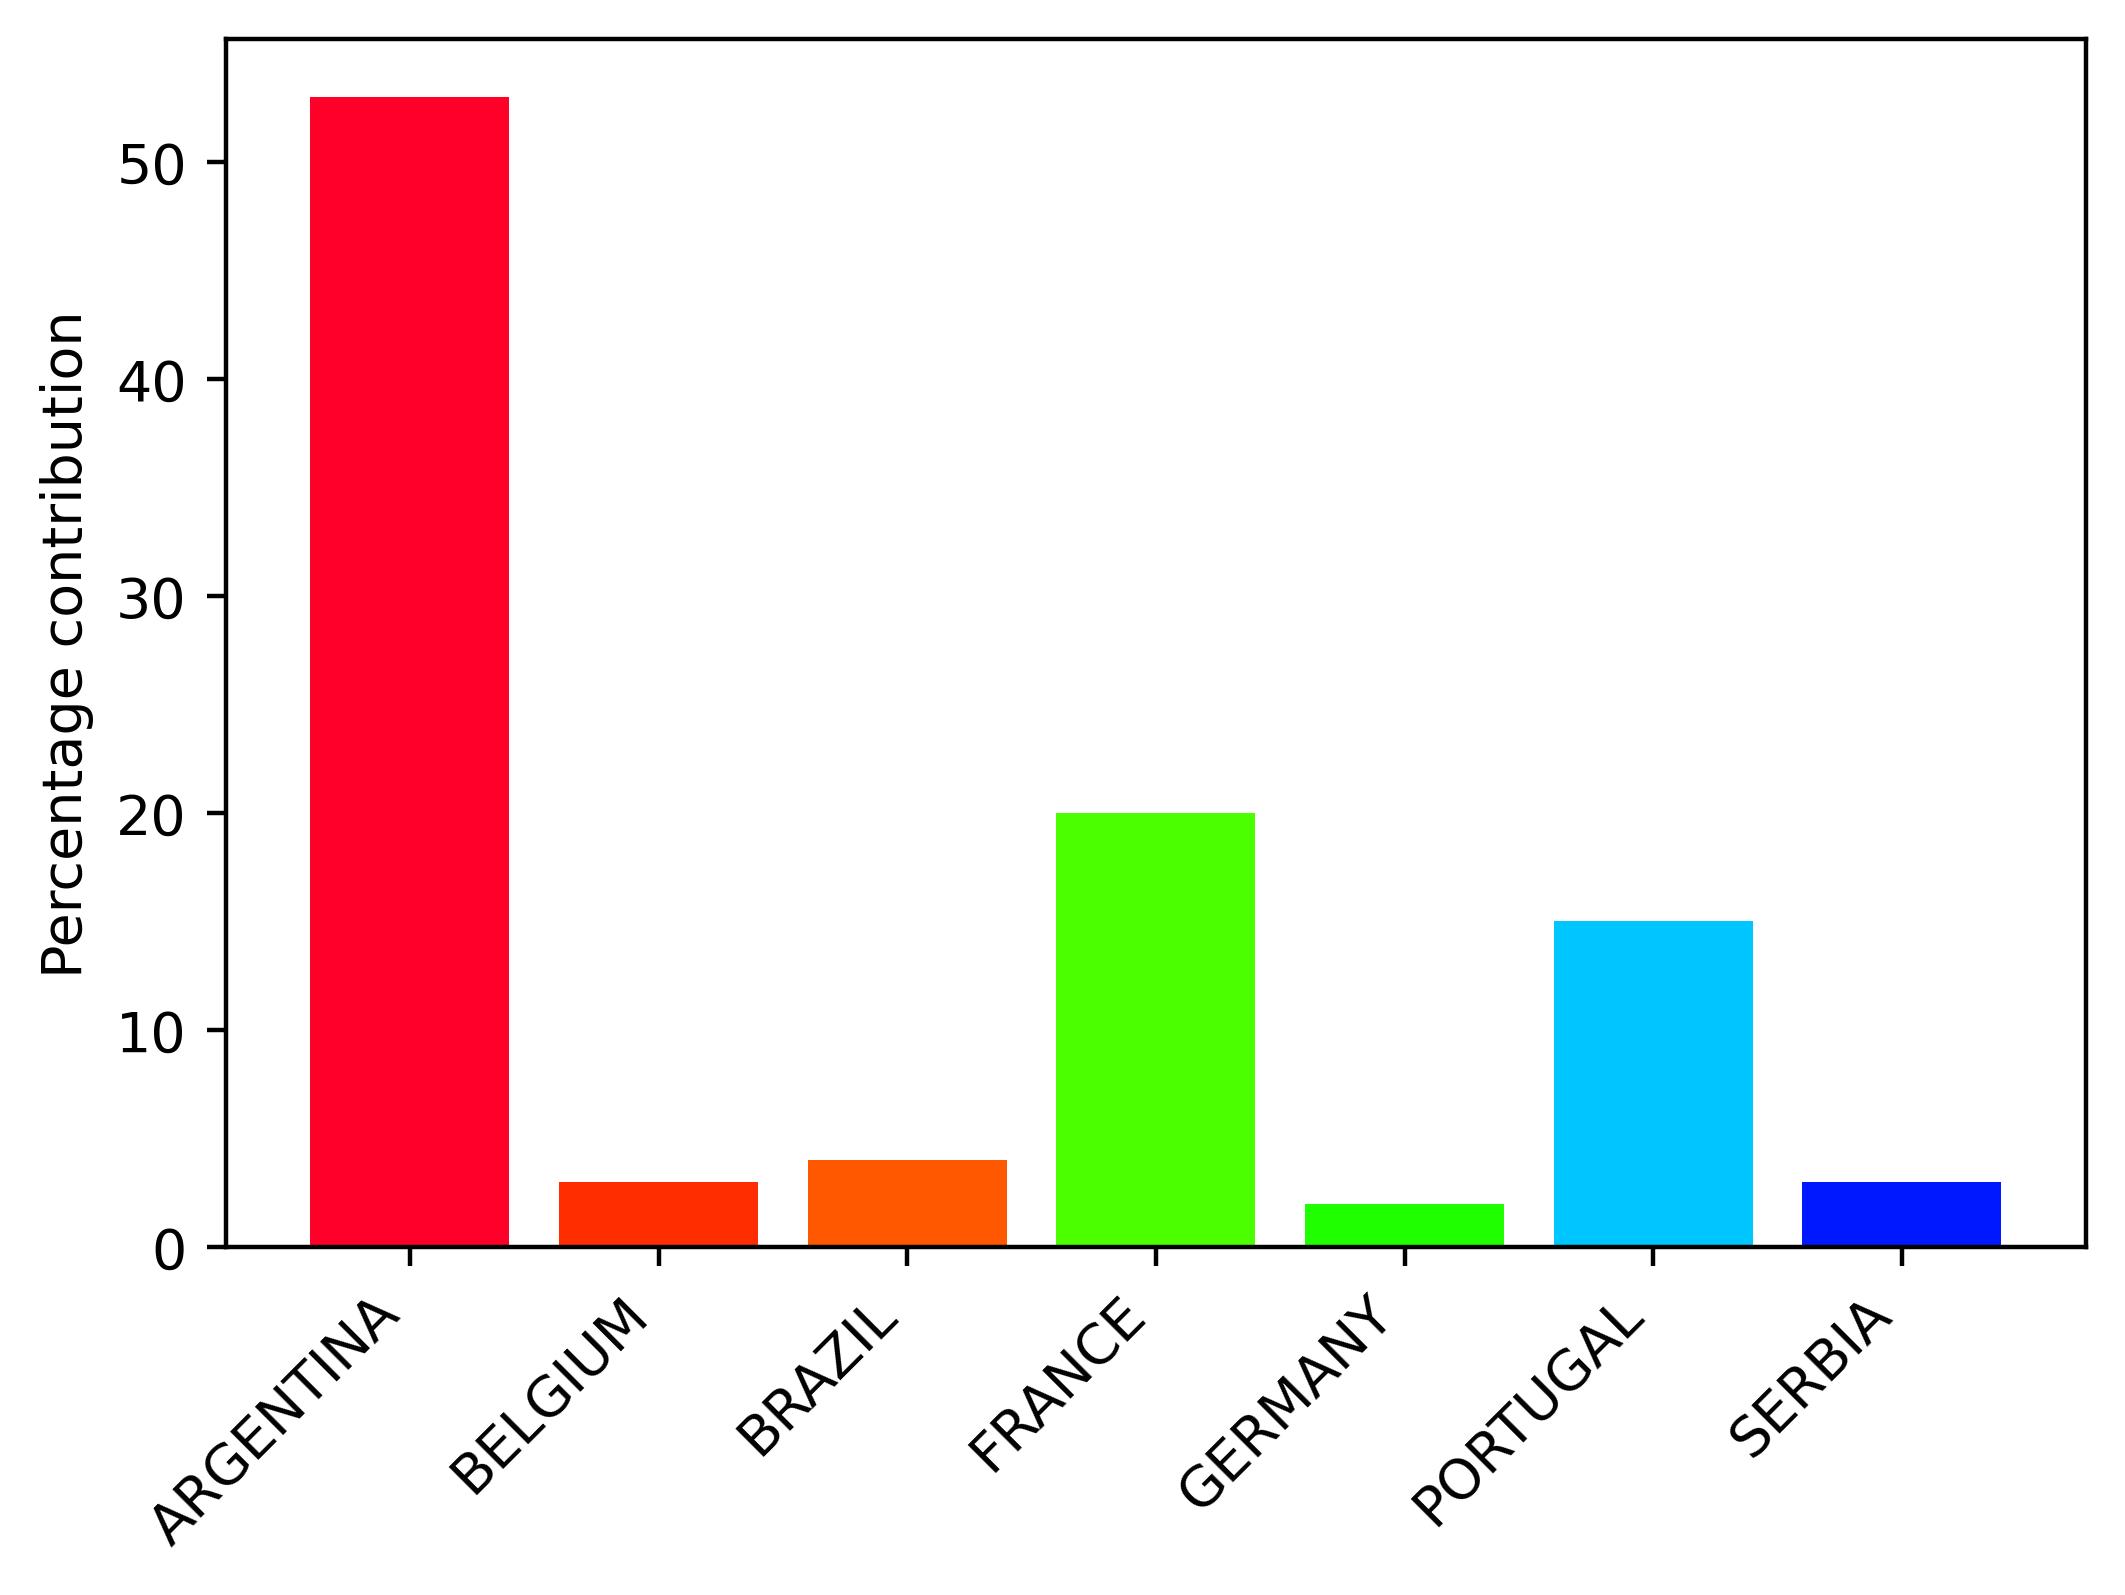 Percentage contribution
50
40
30
20
10
0
ARGENTINA
BELGIUM
BRAZIL
FRANCE
GERMANY
PORTUGAL
SERBIA